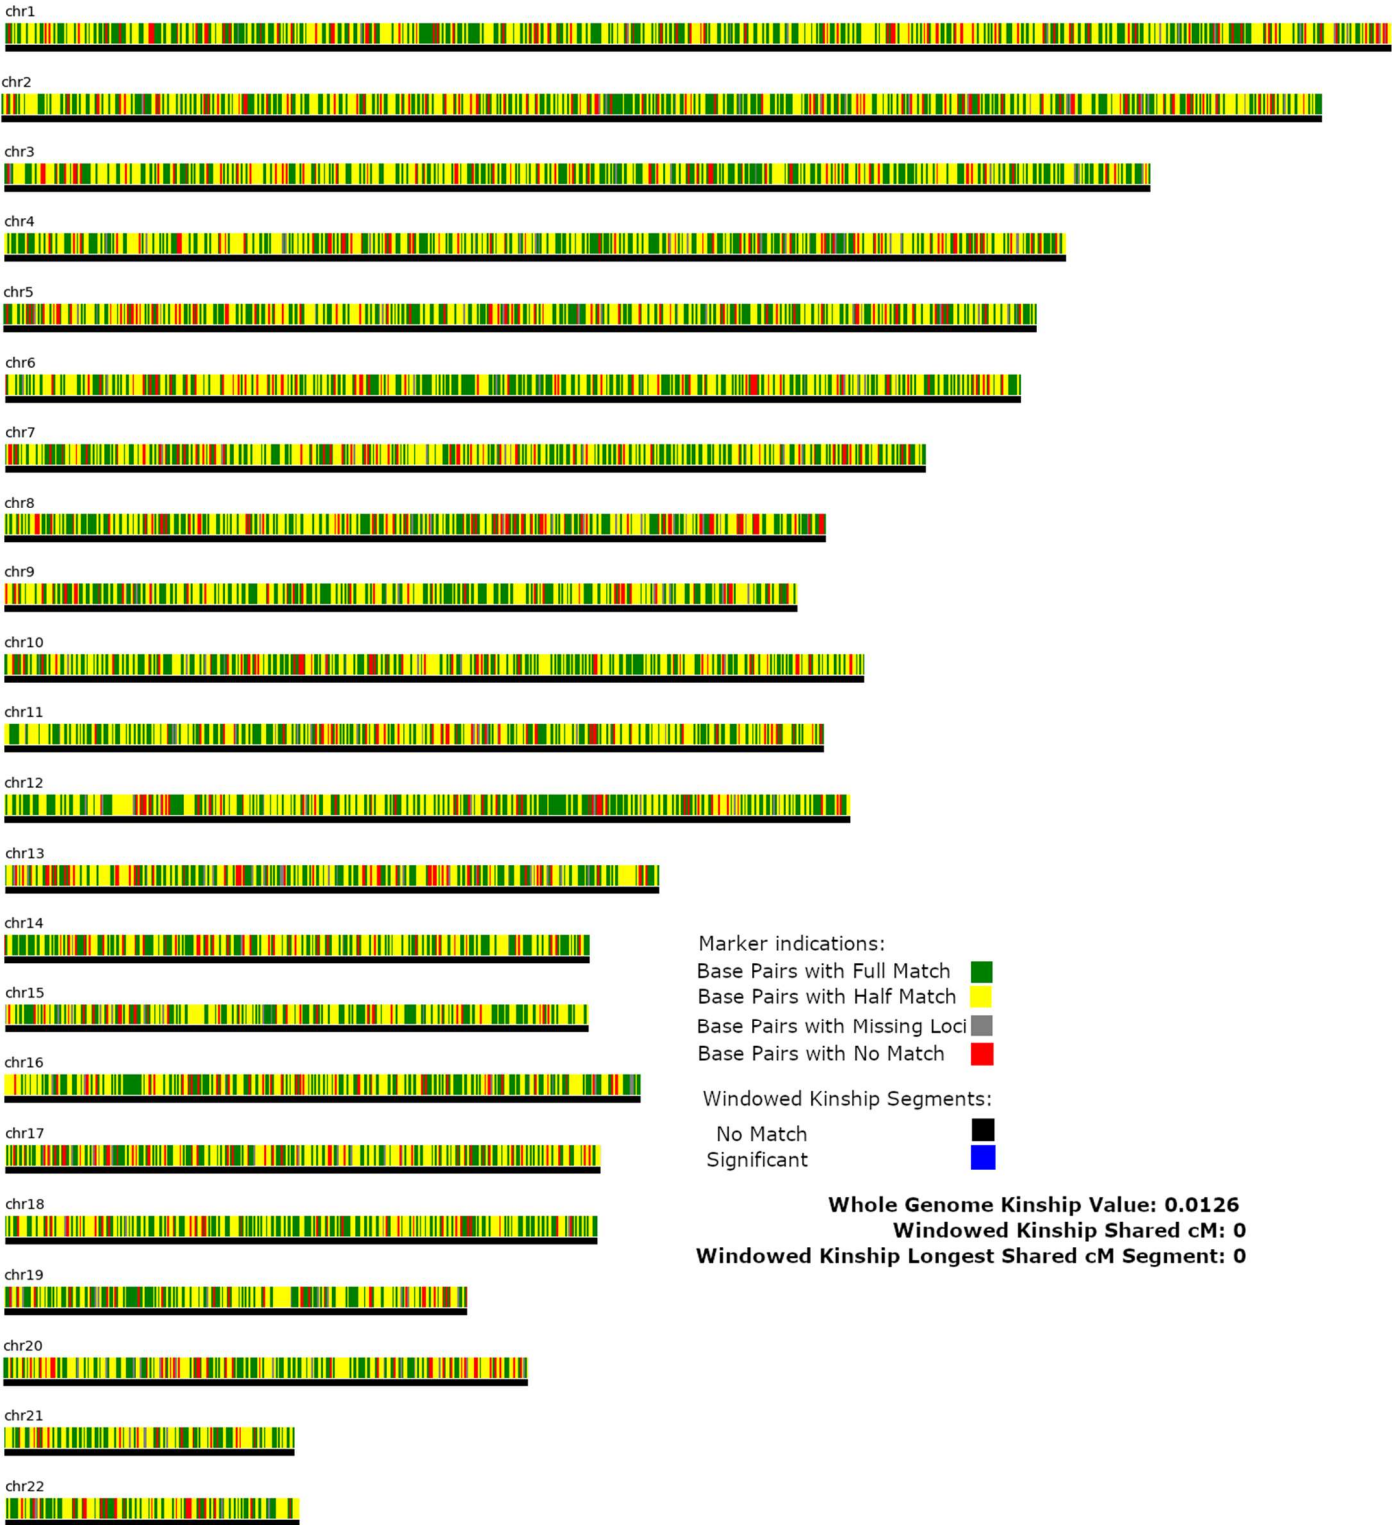 chr1
chr2
chr3
chr4
chr5
chr6
chr7
chr8
chr9
chr10
chr11
chr12
chr13
chr14
chr15
chr16
chr17
chr18
chr19
chr20
chr21
chr22
Marker indications:
Base Pairs with Full Match
Base Pairs with Half Match
Base Pairs with Missing Loci
Base Pairs with No Match
Windowed Kinship Segments:
No Match
Significant
Whole Genome Kinship Value: 0.0126
Windowed Kinship Shared cM: 0
Windowed Kinship Longest Shared cM Segment: 0